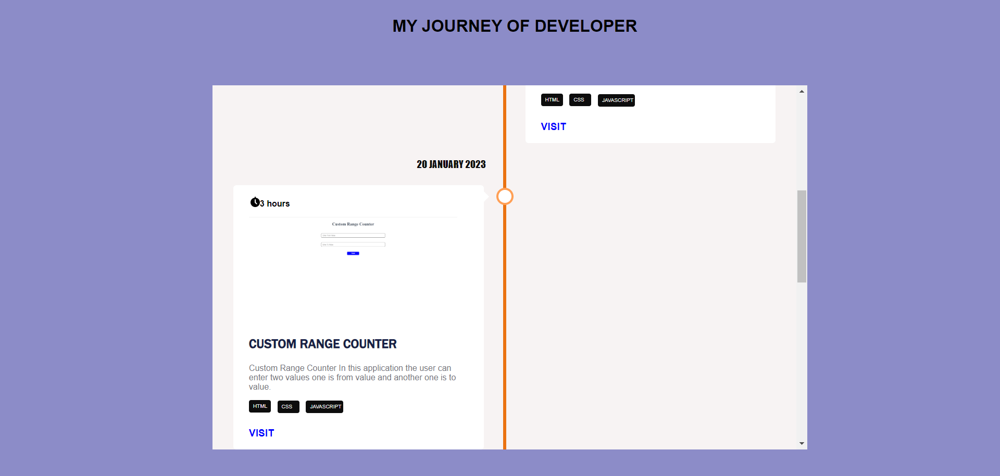 MY JOURNEY OF DEVELOPER
HTML CSS JAVASCRIPT
VISIT
20 JANUARY 2023
3 hours
Custom Range Counter
CUSTOM RANGE COUNTER
Custom Range Counter In this application the user can
enter two values one is from value and another one is to
value.
HTML CSS JAVASCRIPT
VISIT